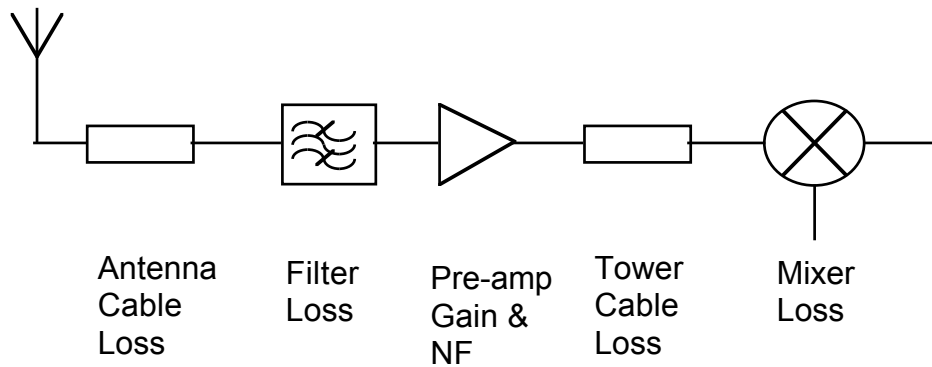 Antenna
Cable
Loss
Filter
Loss
Pre-amp
Gain &
NF
Tower
Cable
Loss
Mixer
Loss